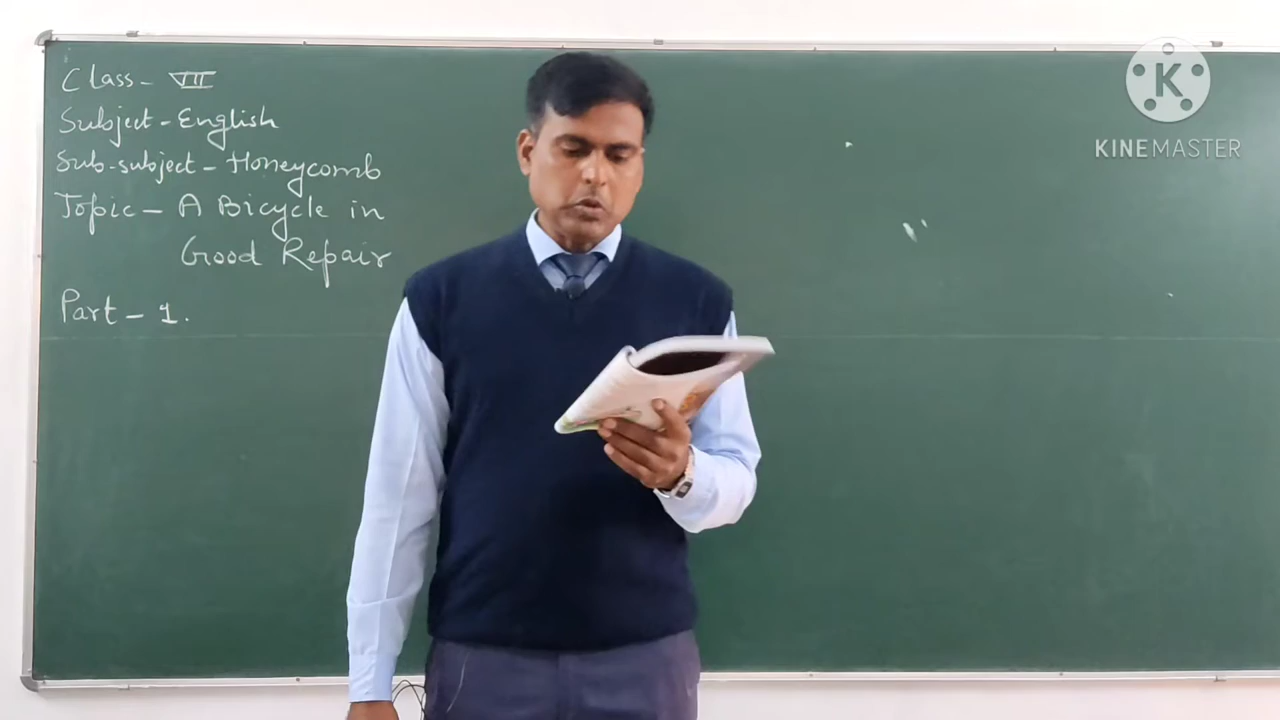 Class - VII
Subject - English
Sub-subject - Honeycomb
Topic - A Bicycle in
Good Repair
Part - 1.
K
KINEMASTER